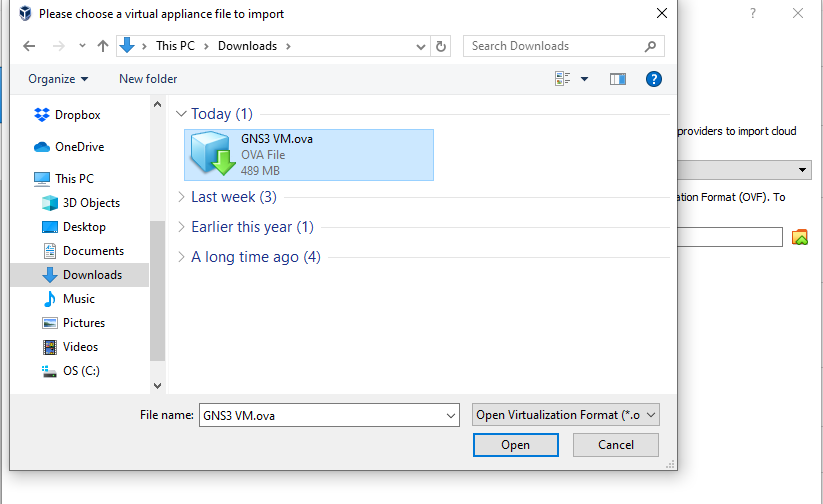 Please choose a virtual appliance file to import
This PC
Downloads
Search Downloads
Organize
New folder
Dropbox
OneDrive
This PC
3D Objects
Desktop
Documents
Downloads
Music
Pictures
Videos
OS (C:)
Today (1)
GNS3 VM.ova
OVA File
489 MB
Last week (3)
Earlier this year (1)
A long time ago (4)
File name:
GNS3 VM.ova
Open Virtualization Format (*.o
Open
Cancel
?
?
providers to import cloud
ation Format (OVF). To